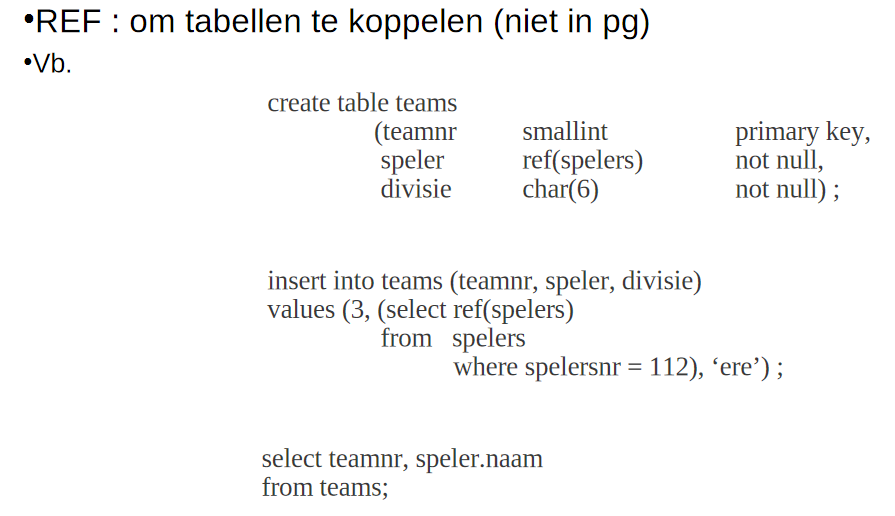 •REF : om tabellen te koppelen (niet in pg)
•Vb.
create table teams
(teamnr smallint primary key,
speler ref(spelers) not null,
divisie char(6) not null) ;
insert into teams (teamnr, speler, divisie)
values (3, (select ref(spelers)
from spelers
where spelersnr = 112), ‘ere’) ;
select teamnr, speler.naam
from teams;